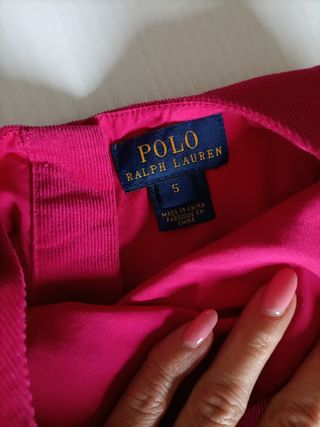 POLO
RALPH LAUREN
5
MADE IN CHINA
FABRIQUÉ EN
CHINE